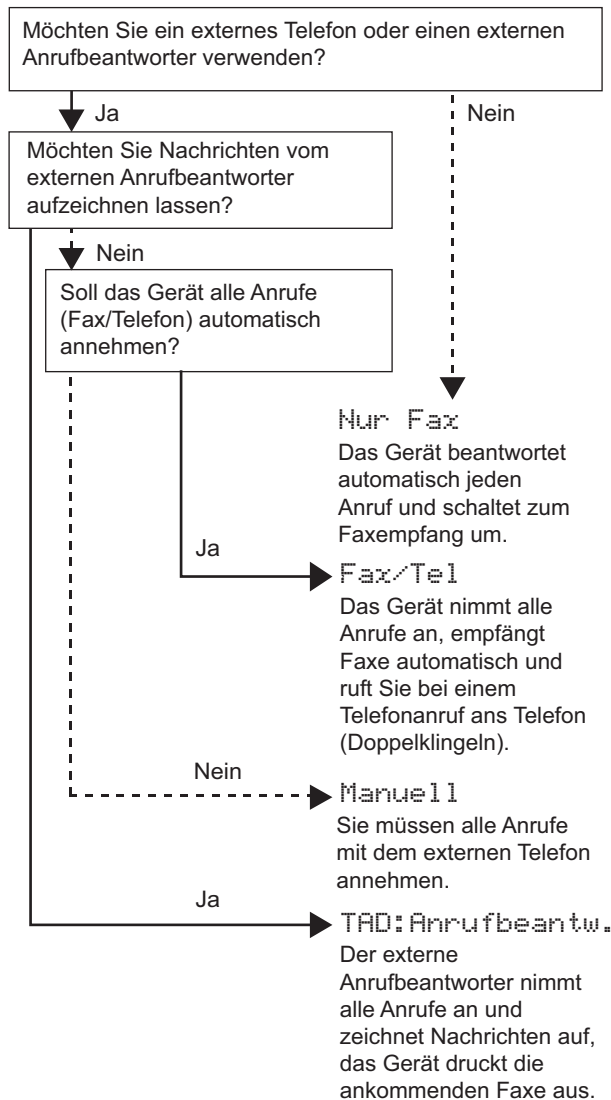 Möchten Sie ein externes Telefon oder einen externen
Anrufbeantworter verwenden?
Ja
Nein
Möchten Sie Nachrichten vom
externen Anrufbeantworter
aufzeichnen lassen?
Nein
Soll das Gerät alle Anrufe
(Fax/Telefon) automatisch
annehmen?
Nur Fax
Das Gerät beantwortet
automatisch jeden
Anruf und schaltet zum
Faxempfang um.
Ja
Fax/Tel
Das Gerät nimmt alle
Anrufe an, empfängt
Faxe automatisch und
ruft Sie bei einem
Telefonanruf ans Telefon
(Doppelklingeln).
Nein
Manuell
Sie müssen alle Anrufe
mit dem externen Telefon
annehmen.
Ja
TAD:Anrufbeantw.
Der externe
Anrufbeantworter nimmt
alle Anrufe an und
zeichnet Nachrichten auf,
das Gerät druckt die
ankommenden Faxe aus.